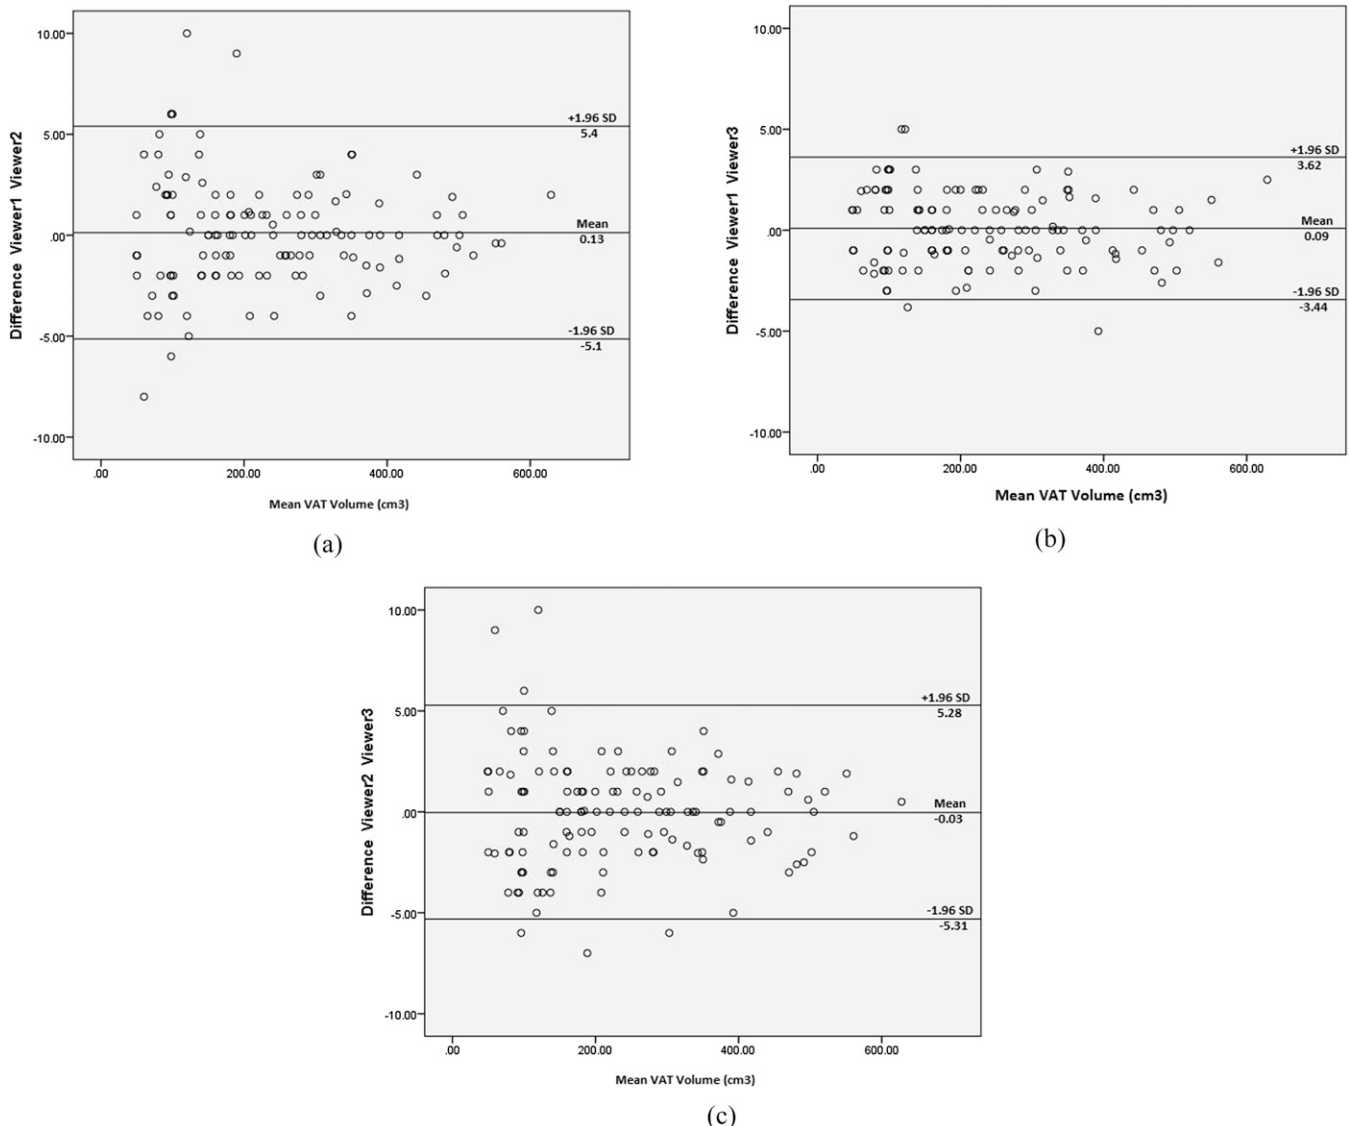 Difference Viewer1 Viewer2
10.00
5.00
.00
-5.00
-10.00
+1.96 SD
5.4
Mean
0.13
-1.96 SD
-5.1
.00 200.00 400.00 600.00
Mean VAT Volume (cm3)
(a)
Difference Viewer1 Viewer3
10.00
5.00
.00
-5.00
-10.00
+1.96 SD
3.62
Mean
0.09
-1.96 SD
-3.44
.00 200.00 400.00 600.00
Mean VAT Volume (cm3)
(b)
Difference Viewer2 Viewer3
10.00
5.00
.00
-5.00
-10.00
+1.96 SD
5.28
Mean
-0.03
-1.96 SD
-5.31
.00 200.00 400.00 600.00
Mean VAT Volume (cm3)
(c)